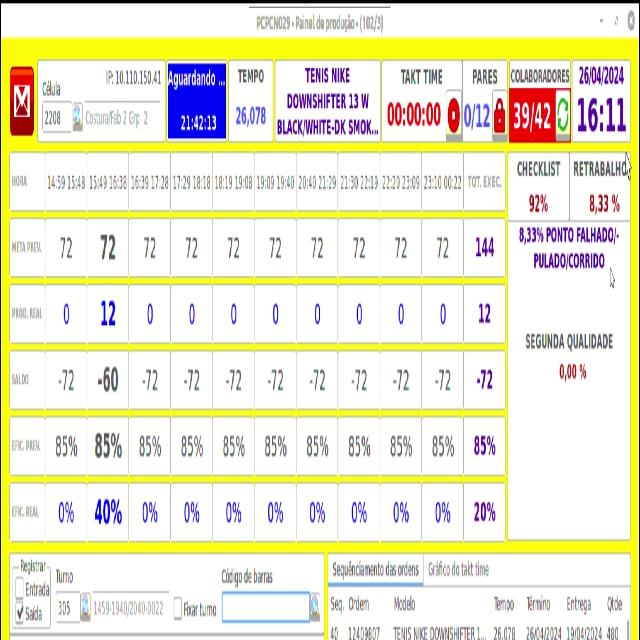 PCPCN029 - Painel de produção - (102/3)
Célula
IP: 10.110.150.41
2208
Costura/Fab 2 Grp 2
Aguardando ...
21:42:13
TEMPO
26,078
TENIS NIKE
DOWNSHIFTER 13 W
BLACK/WHITE-DK SMOK...
TAKT TIME
00:00:00
PARES
0/12
COLABORADORES
39/42
26/04/2024
16:11
HORA 14:59 15:48 15:49 16:38 16:39 17:28 17:29 18:18 18:19 19:08 19:09 19:40 20:40 21:29 21:30 22:19 22:20 23:09 23:10 00:22 TOT. EXEC.
META PREV. 72 72 72 72 72 72 72 72 72 72 144
PROD. REAL 0 12 0 0 0 0 0 0 0 0 12
SALDO -72 -60 -72 -72 -72 -72 -72 -72 -72 -72 -72
EFIC. PREV. 85% 85% 85% 85% 85% 85% 85% 85% 85% 85% 85%
EFIC. REAL 0% 40% 0% 0% 0% 0% 0% 0% 0% 0% 20%
CHECKLIST
92%
RETRABALHO
8,33 %
8,33% PONTO FALHADO/-
PULADO/CORRIDO
SEGUNDA QUALIDADE
0,00 %
Registrar
Entrada
Saída
Turno
305
1459-1940/2040-0022
Fixar turno
Código de barras
Sequênciamento das ordens
Gráfico do takt time
Seq. Ordem Modelo Tempo Término Entrega Qtde
40 12409807 TENIS NIKE DOWNSHIFTER 1... 26,078 26/04/2024 19/04/2024 480